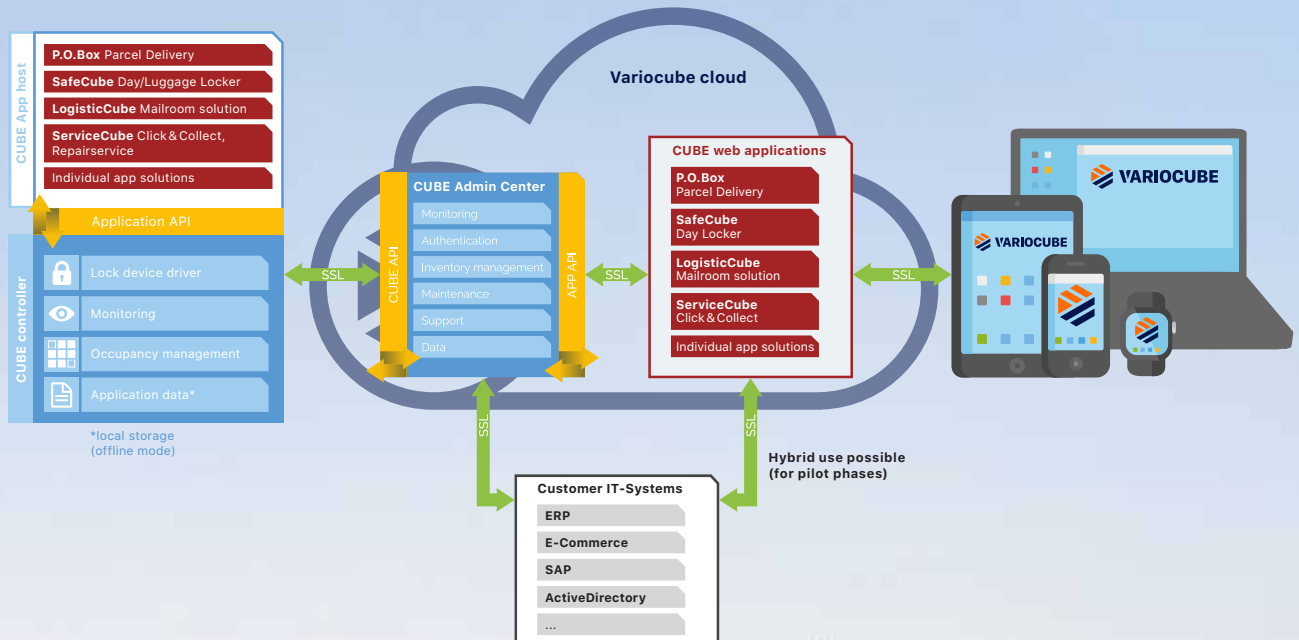 CUBE App host
P.O.Box Parcel Delivery
SafeCube Day/Luggage Locker
LogisticCube Mailroom solution
ServiceCube Click & Collect,
Repairservice
Individual app solutions
Application API
CUBE controller
Lock device driver
Monitoring
Occupancy management
Application data*
*local storage
(offline mode)
SSL
Variocube cloud
CUBE API
CUBE Admin Center
Monitoring
Authentication
Inventory management
Maintenance
Support
Data
APP API
SSL
CUBE web applications
P.O.Box
Parcel Delivery
SafeCube
Day Locker
LogisticCube
Mailroom solution
ServiceCube
Click & Collect
Individual app solutions
SSL
VARIOCUBE
VARIOCUBE
SSL
SSL
Hybrid use possible
(for pilot phases)
Customer IT-Systems
ERP
E-Commerce
SAP
ActiveDirectory
...